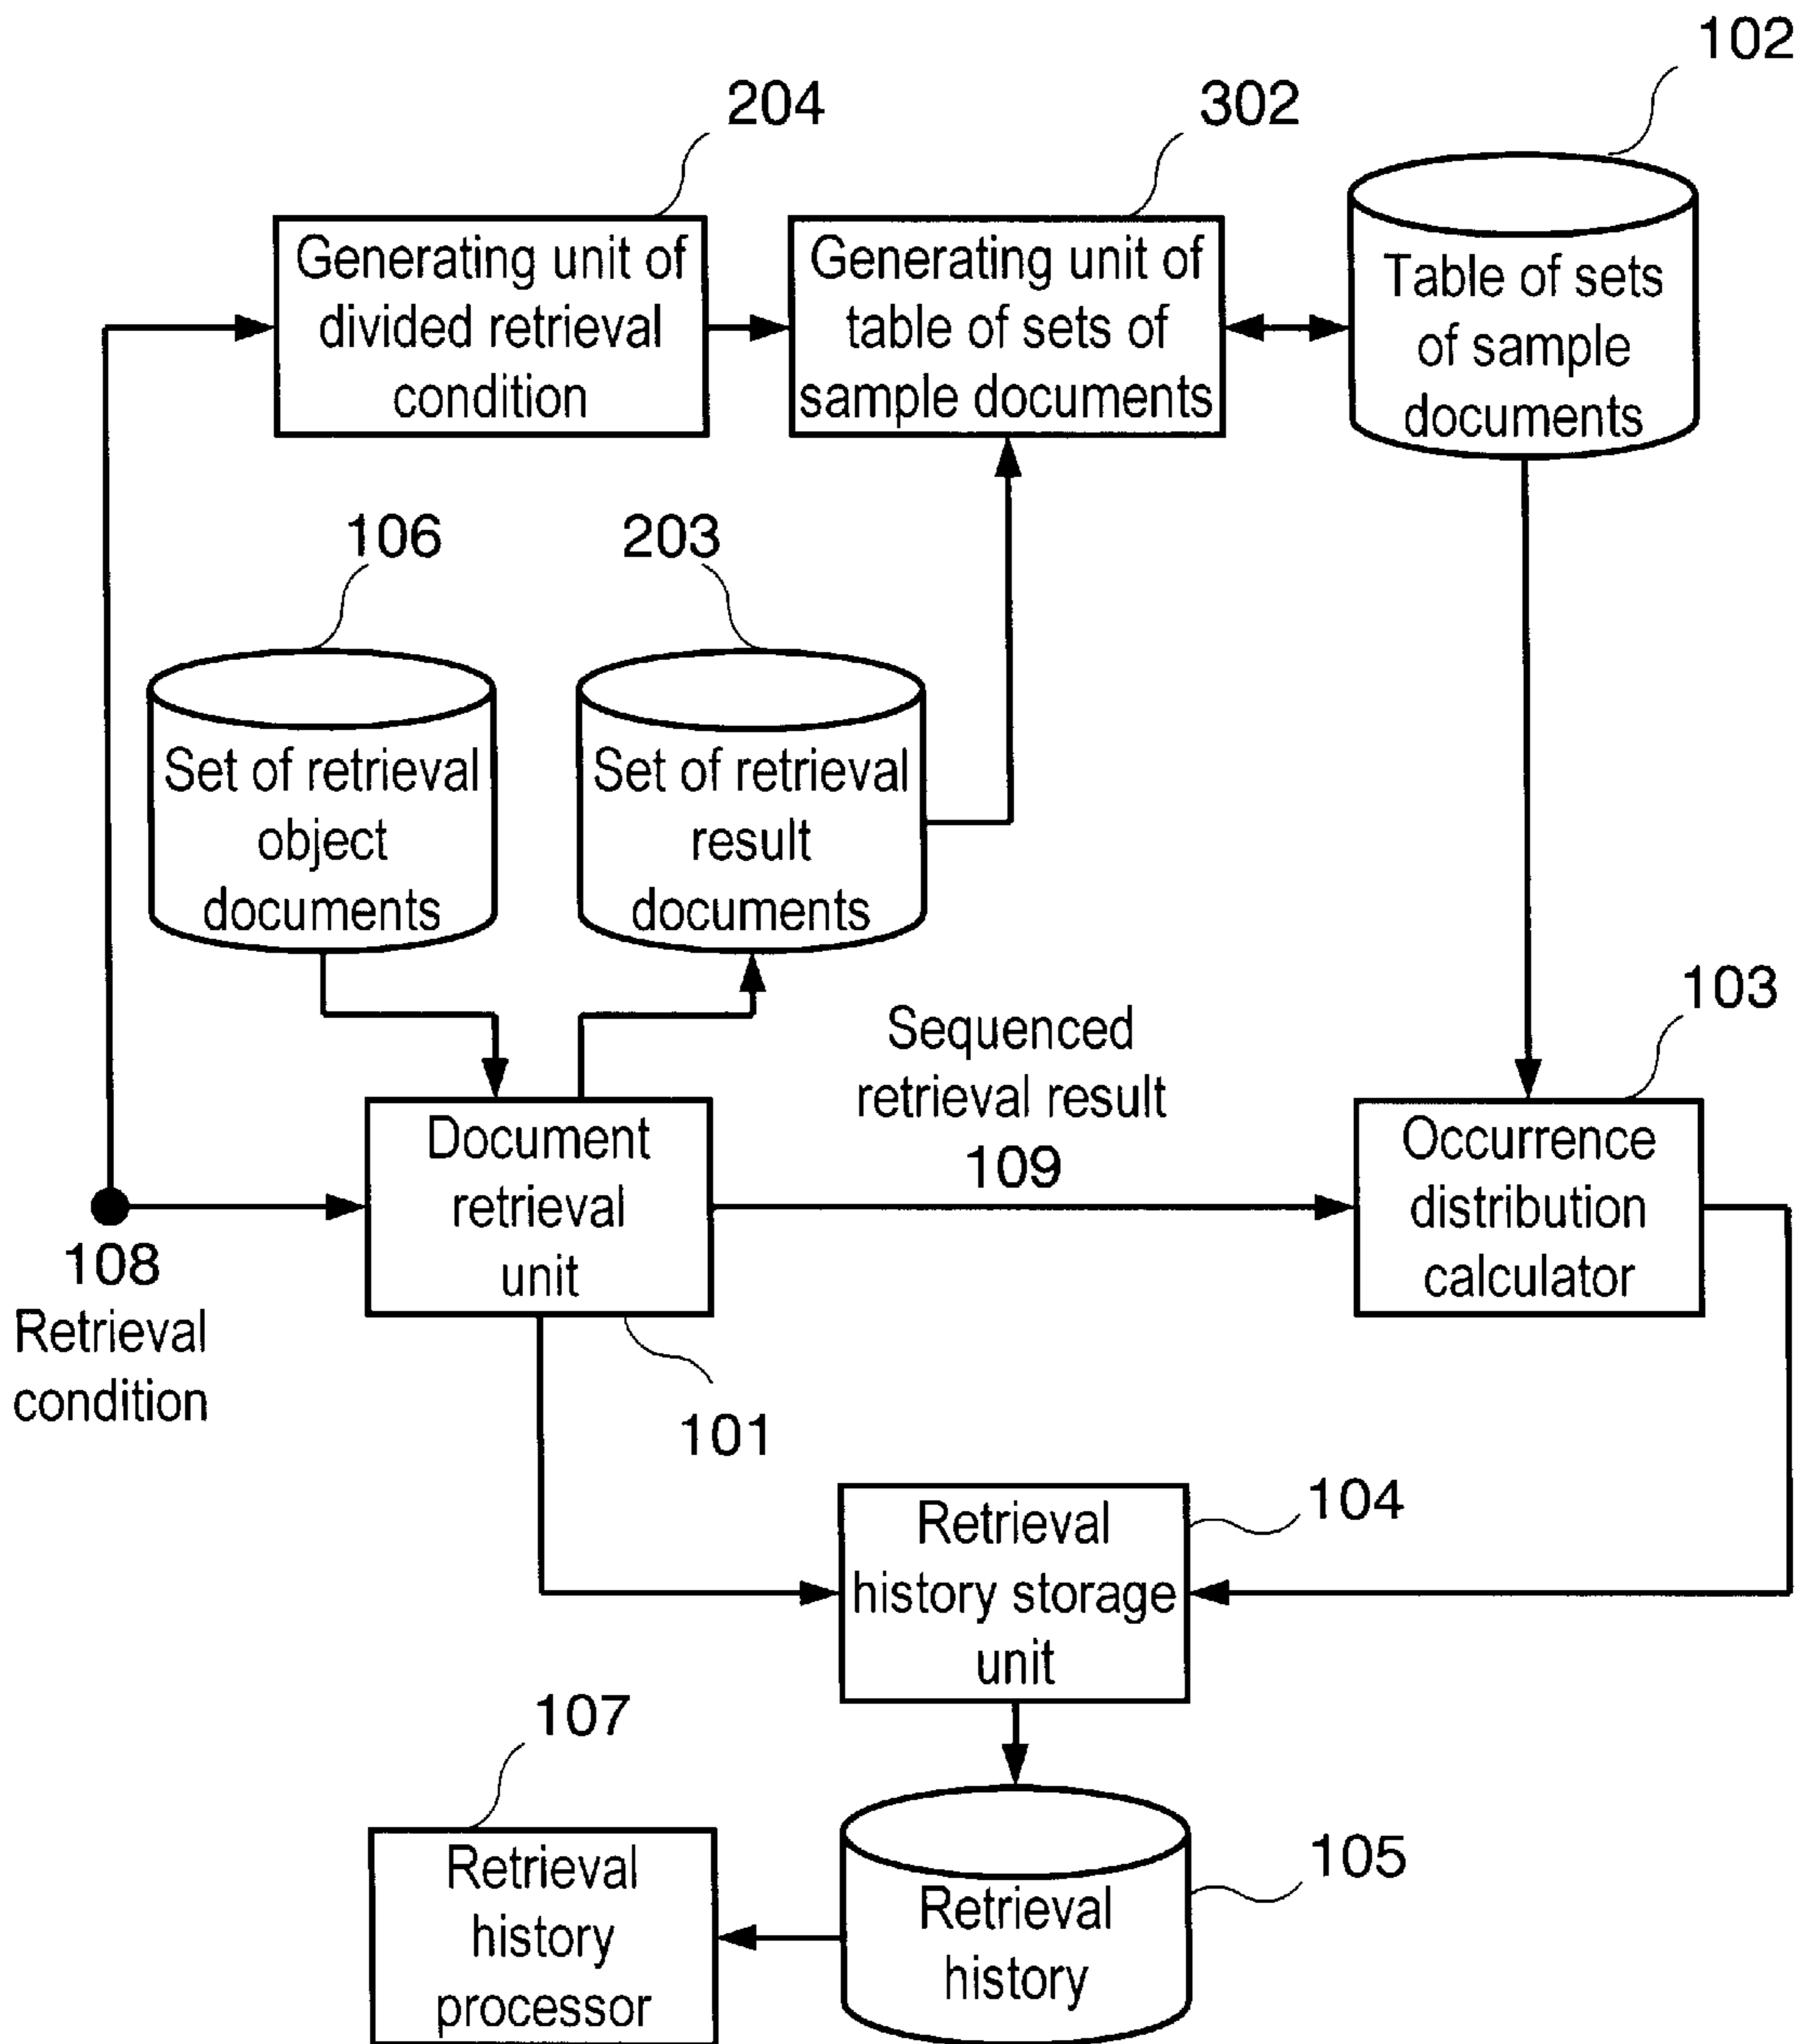 102
204
302
Generating unit of
divided retrieval
condition
Generating unit of
table of sets of
sample documents
Table of sets
of sample
documents
106
203
Set of retrieval
object
documents
Set of retrieval
result
documents
103
Sequenced
retrieval result
109
Document
retrieval
unit
Occurrence
distribution
calculator
108
Retrieval
condition
101
104
Retrieval
history storage
unit
107
105
Retrieval
history
processor
Retrieval
history